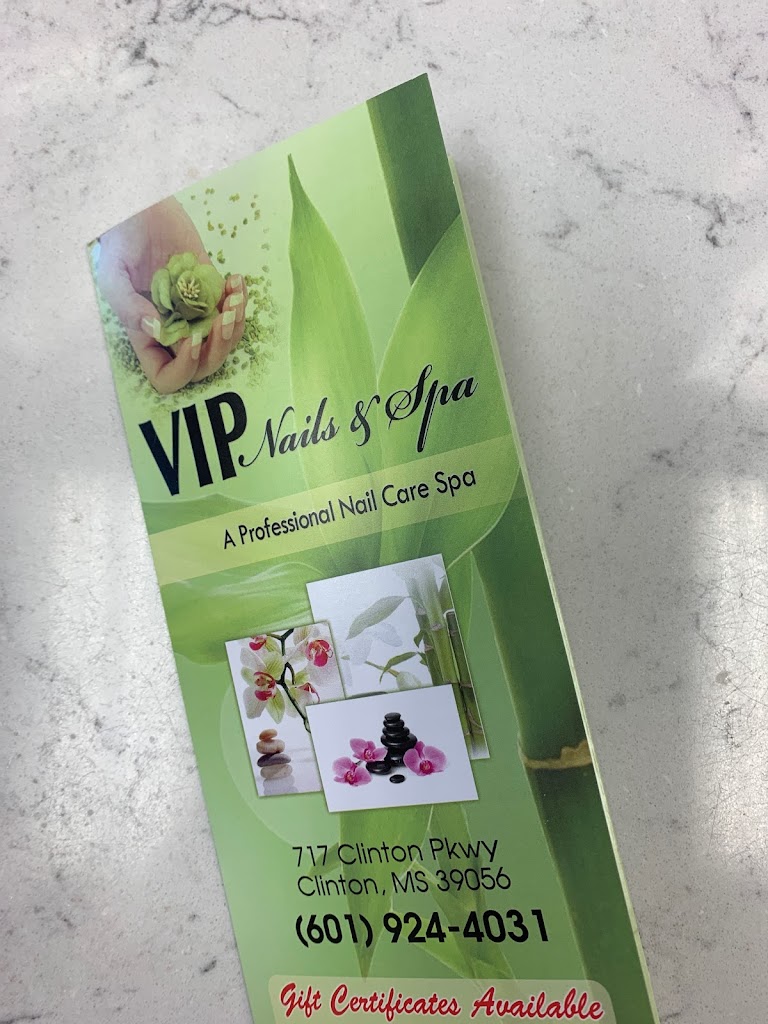 VIP Nails & Spa
A Professional Nail Care Spa
717 Clinton Pkwy
Clinton, MS 39056
(601) 924-4031
Gift Certificates Available